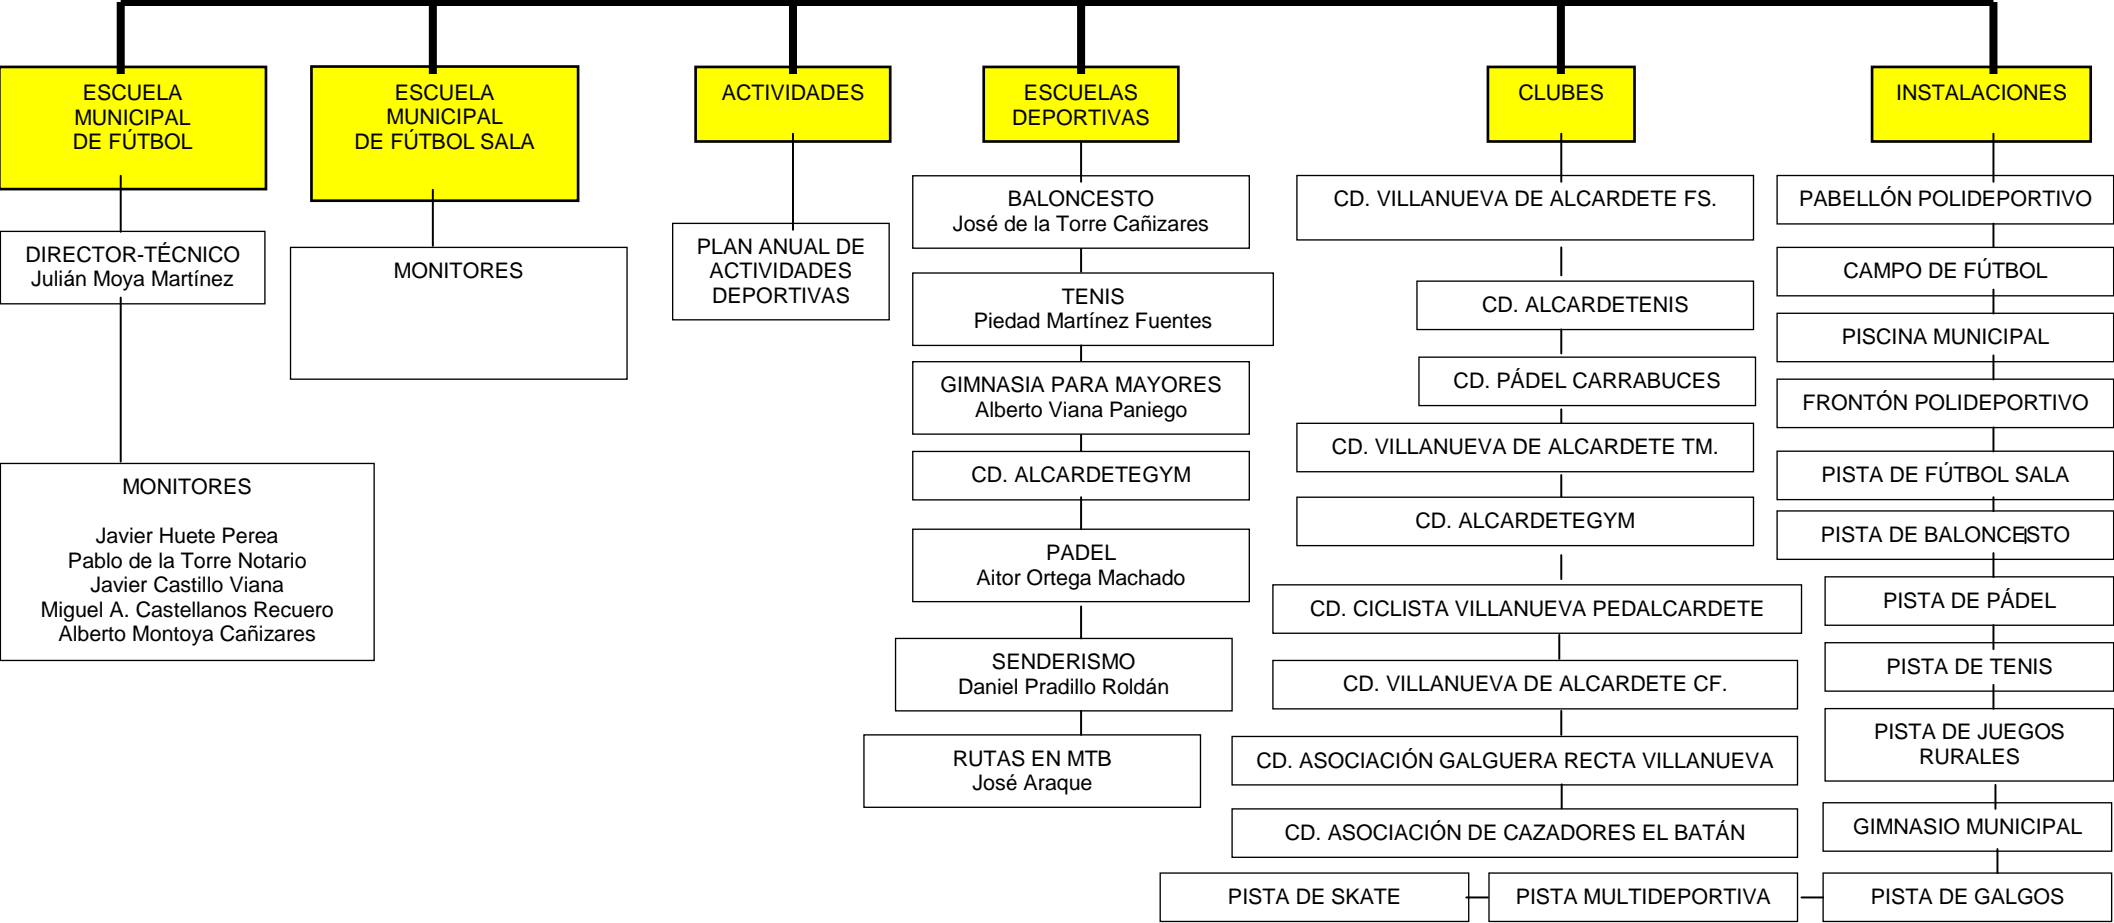 ESCUELA
MUNICIPAL
DE FÚTBOL
DIRECTOR-TÉCNICO
Julián Moya Martínez
MONITORES
Javier Huete Perea
Pablo de la Torre Notario
Javier Castillo Viana
Miguel A. Castellanos Recuero
Alberto Montoya Cañizares
ESCUELA
MUNICIPAL
DE FÚTBOL SALA
MONITORES
ACTIVIDADES
PLAN ANUAL DE
ACTIVIDADES
DEPORTIVAS
ESCUELAS
DEPORTIVAS
BALONCESTO
José de la Torre Cañizares
TENIS
Piedad Martínez Fuentes
GIMNASIA PARA MAYORES
Alberto Viana Paniego
CD. ALCARDETEGYM
PADEL
Aitor Ortega Machado
SENDERISMO
Daniel Pradillo Roldán
RUTAS EN MTB
José Araque
CLUBES
CD. VILLANUEVA DE ALCARDETE FS.
CD. ALCARDETENIS
CD. PÁDEL CARRABUCES
CD. VILLANUEVA DE ALCARDETE TM.
CD. ALCARDETEGYM
CD. CICLISTA VILLANUEVA PEDALCARDETE
CD. VILLANUEVA DE ALCARDETE CF.
CD. ASOCIACIÓN GALGUERA RECTA VILLANUEVA
CD. ASOCIACIÓN DE CAZADORES EL BATÁN
INSTALACIONES
PABELLÓN POLIDEPORTIVO
CAMPO DE FÚTBOL
PISCINA MUNICIPAL
FRONTÓN POLIDEPORTIVO
PISTA DE FÚTBOL SALA
PISTA DE BALONCESTO
PISTA DE PÁDEL
PISTA DE TENIS
PISTA DE JUEGOS
RURALES
GIMNASIO MUNICIPAL
PISTA DE GALGOS
PISTA MULTIDEPORTIVA
PISTA DE SKATE